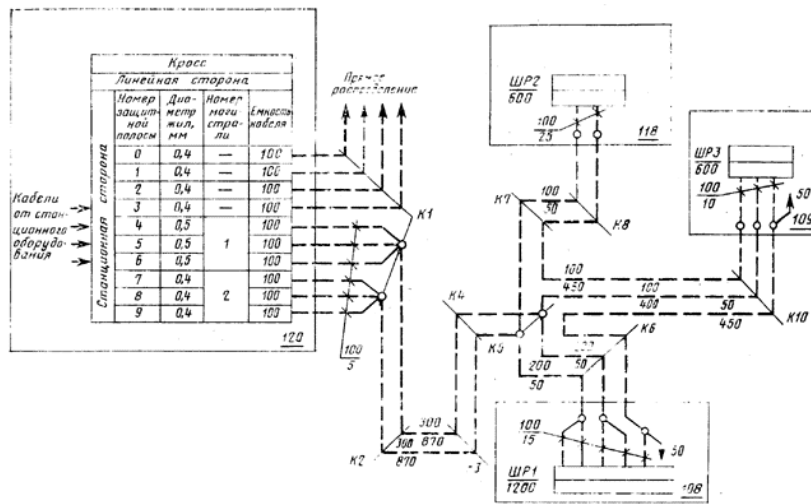 Кросс
Линейная сторона
Станционная сторона
Номер защитной полосы
Диаметр жил, мм
Номер магистрали
Емкость кабеля
0 0,4 — 100
1 0,4 — 100
2 0,4 — 100
3 0,4 — 100
4 0,5 100
5 0,5 1 100
6 0,5 100
7 0,4 100
8 0,4 2 100
9 0,4 100
120
Кабели
от стан-
ционного
оборудо-
вания
Прямое
распределение
К1
100
5
К2
300
870
300
870
К4
К5
К7
100
50
К8
ШР2
600
100
25
118
ШР3
600
100
10
50
109
100
450
100
400
50
450
К10
К6
50
200
50
100
15
50
ШР1
1200
108